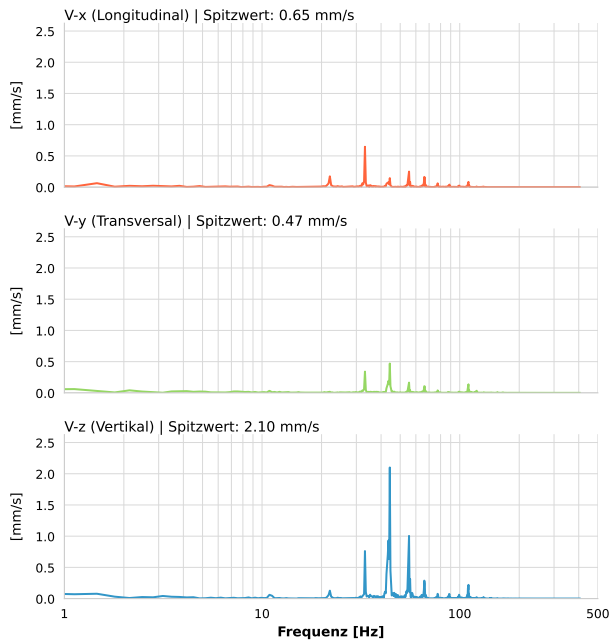 V-x (Longitudinal) | Spitzwert: 0.65 mm/s
2.5
2.0
1.5
1.0
0.5
0.0
[mm/s]
V-y (Transversal) | Spitzwert: 0.47 mm/s
2.5
2.0
1.5
1.0
0.5
0.0
[mm/s]
V-z (Vertikal) | Spitzwert: 2.10 mm/s
2.5
2.0
1.5
1.0
0.5
0.0
[mm/s]
1 10 100 500
Frequenz [Hz]